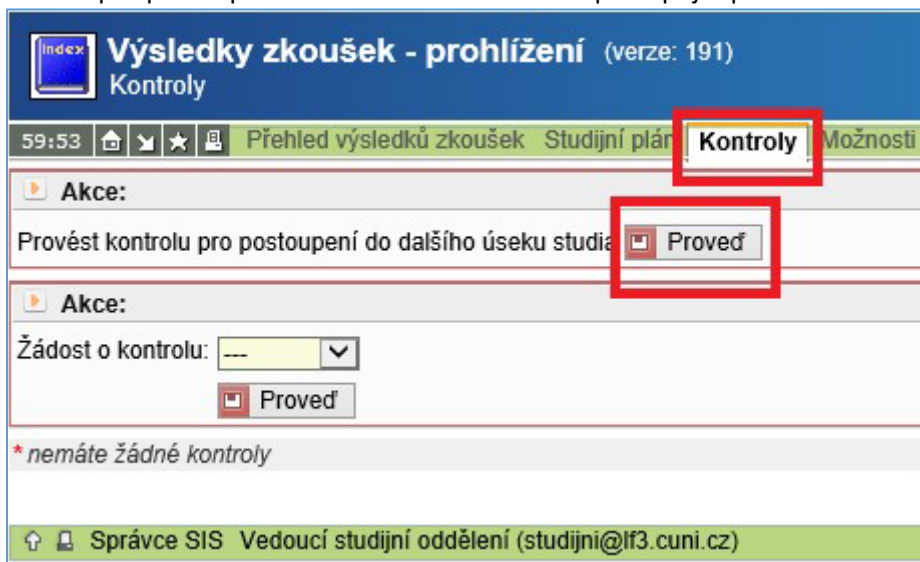 Index
Výsledky zkoušek - prohlížení (verze: 191)
Kontroly
59:53 Přehled výsledků zkoušek Studijní plán Kontroly Možnosti
Akce:
Provést kontrolu pro postoupení do dalšího úseku studia Proveď
Akce:
Žádost o kontrolu: ---
Proveď
* nemáte žádné kontroly
Správce SIS Vedoucí studijní oddělení (studijni@lf3.cuni.cz)